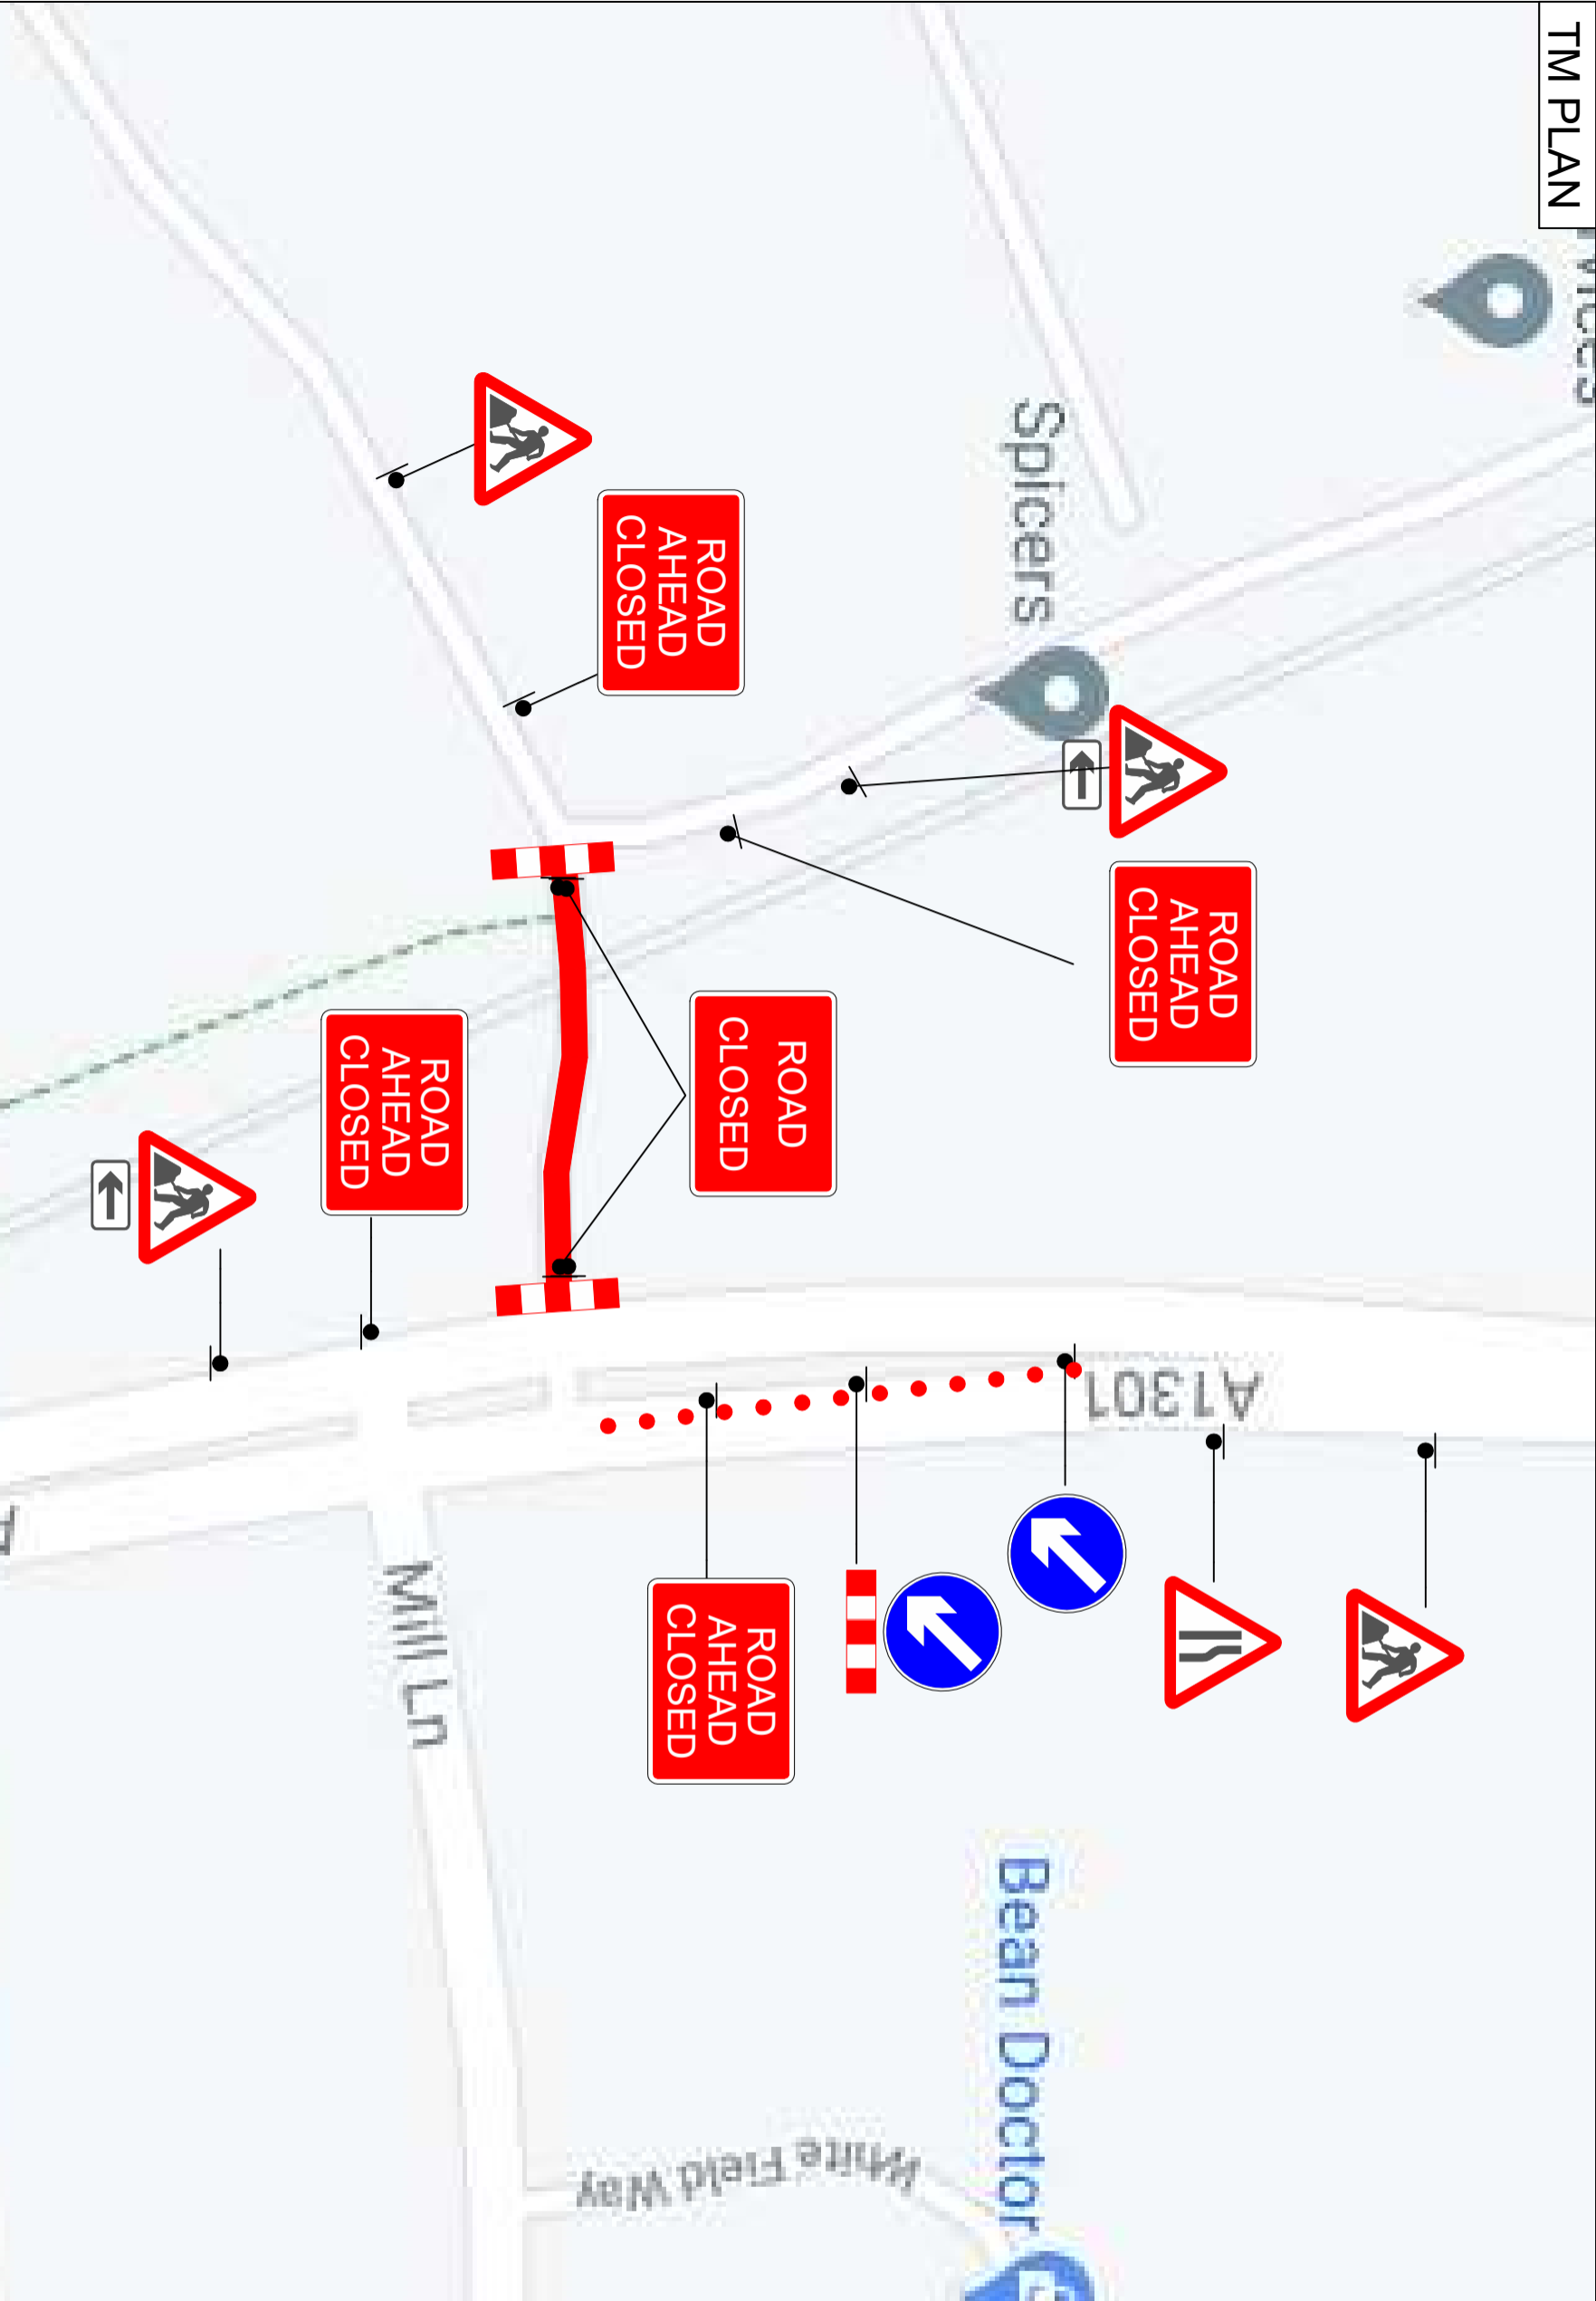 TM PLAN
Spicers
ROAD
AHEAD
CLOSED
ROAD
AHEAD
CLOSED
ROAD
CLOSED
ROAD
AHEAD
CLOSED
A1301
ROAD
AHEAD
CLOSED
Mill Ln
Bean Doctor
White Field Way